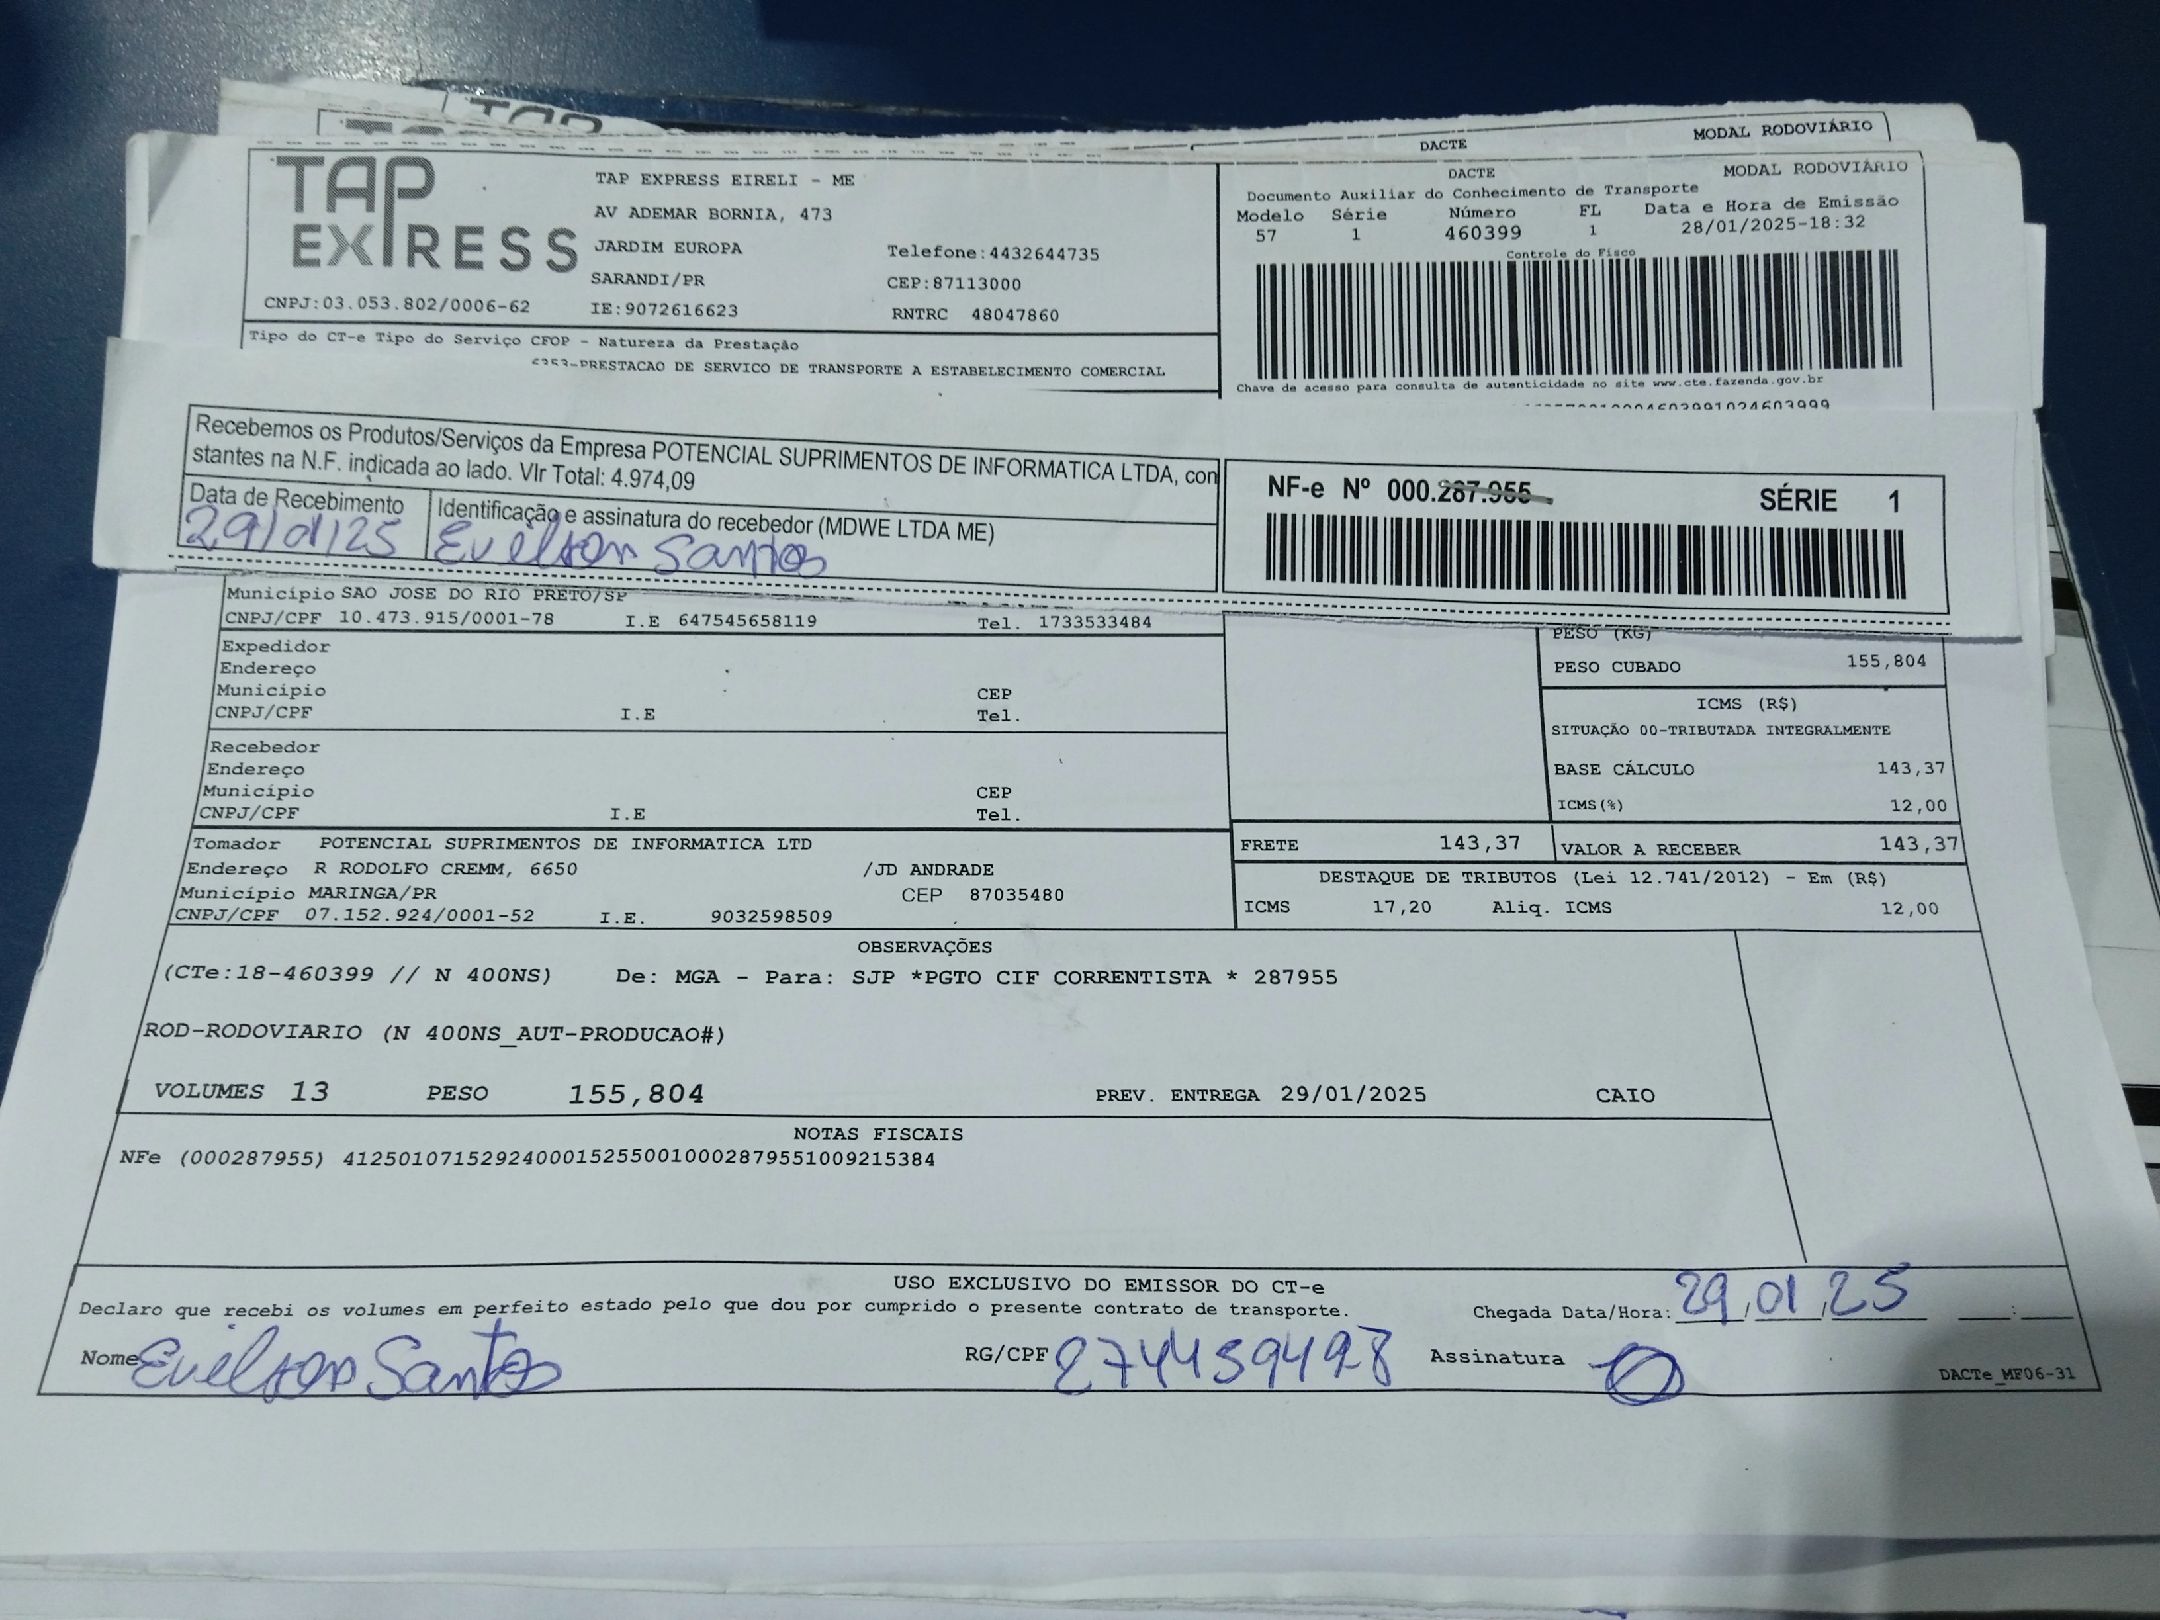 DACTE MODAL RODOVIÁRIO
TAP EXPRESS
TAP EXPRESS EIRELI - ME
AV ADEMAR BORNIA, 473
JARDIM EUROPA Telefone:4432644735
SARANDI/PR CEP:87113000
CNPJ:03.053.802/0006-62 IE:9072616623 RNTRC 48047860
DACTE MODAL RODOVIÁRIO
Documento Auxiliar do Conhecimento de Transporte
Modelo Série Número FL Data e Hora de Emissão
57 1 460399 1 28/01/2025-18:32
Controle do Fisco
Chave de acesso para consulta de autenticidade no site www.cte.fazenda.gov.br
Tipo do CT-e Tipo do Serviço CFOP - Natureza da Prestação
PRESTACAO DE SERVICO DE TRANSPORTE A ESTABELECIMENTO COMERCIAL
Recebemos os Produtos/Serviços da Empresa POTENCIAL SUPRIMENTOS DE INFORMATICA LTDA, con
stantes na N.F. indicada ao lado. Vlr Total: 4.974,09
Data de Recebimento Identificação e assinatura do recebedor (MDWE LTDA ME)
29/01/25 Evilson Santos
NF-e Nº 000.287.955 SÉRIE 1
Município SAO JOSE DO RIO PRETO/SP
CNPJ/CPF 10.473.915/0001-78 I.E 647545658119 Tel. 1733533484
Expedidor
Endereço
Município CEP
CNPJ/CPF I.E Tel.
Recebedor
Endereço
Município CEP
CNPJ/CPF I.E Tel.
PESO (KG)
PESO CUBADO 155,804
ICMS (R$)
SITUAÇÃO 00-TRIBUTADA INTEGRALMENTE
BASE CÁLCULO 143,37
ICMS(%) 12,00
Tomador POTENCIAL SUPRIMENTOS DE INFORMATICA LTD
Endereço R RODOLFO CREMM, 6650 /JD ANDRADE
Município MARINGA/PR CEP 87035480
CNPJ/CPF 07.152.924/0001-52 I.E. 9032598509
FRETE 143,37 VALOR A RECEBER 143,37
DESTAQUE DE TRIBUTOS (Lei 12.741/2012) - Em (R$)
ICMS 17,20 Aliq. ICMS 12,00
OBSERVAÇÕES
(CTe:18-460399 // N 400NS) De: MGA - Para: SJP *PGTO CIF CORRENTISTA * 287955
ROD-RODOVIARIO (N 400NS_AUT-PRODUCAO#)
VOLUMES 13 PESO 155,804 PREV. ENTREGA 29/01/2025 CAIO
NOTAS FISCAIS
NFe (000287955) 41250107152924000152550010002879551009215384
USO EXCLUSIVO DO EMISSOR DO CT-e
Declaro que recebi os volumes em perfeito estado pelo que dou por cumprido o presente contrato de transporte. Chegada Data/Hora: 29/01/25 __:__
Nome Evilson Santos RG/CPF 27445949 28 Assinatura
DACTe_MF06-31